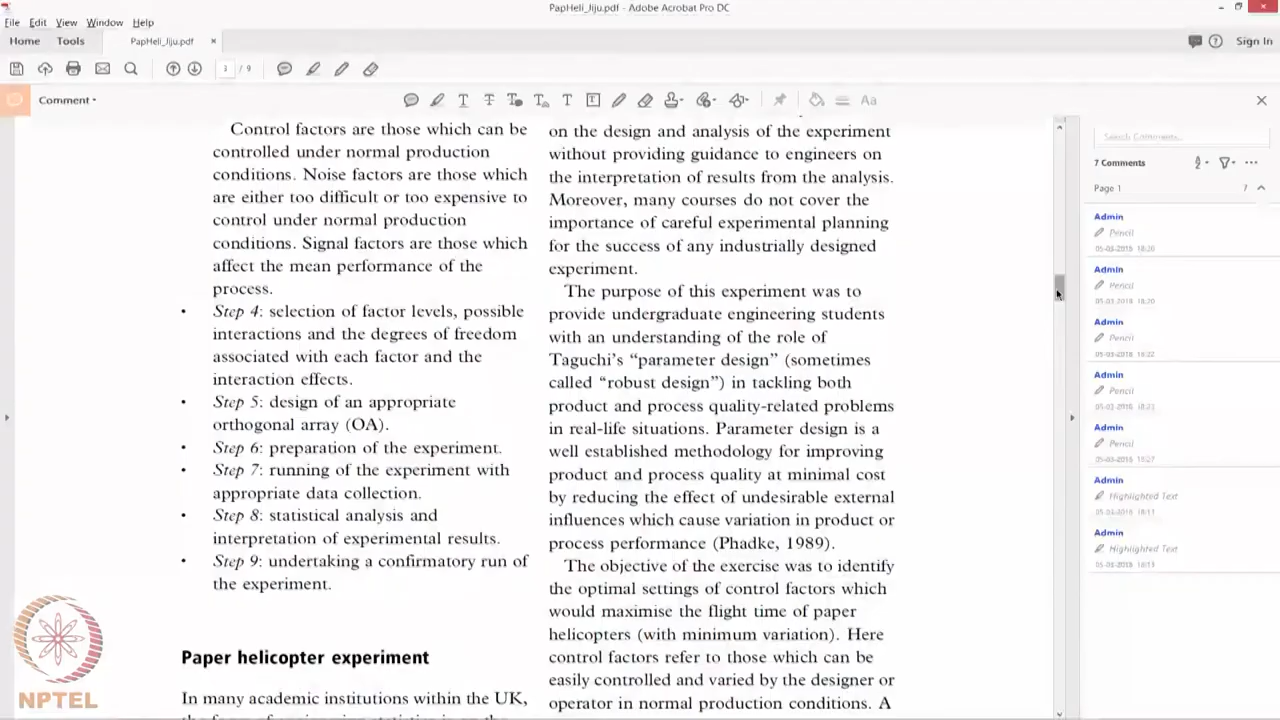 PapHeli_Jiju.pdf - Adobe Acrobat Pro DC
File Edit View Window Help
Home Tools PapHeli_Jiju.pdf × Sign In
3 / 9
Comment
Control factors are those which can be
controlled under normal production
conditions. Noise factors are those which
are either too difficult or too expensive to
control under normal production
conditions. Signal factors are those which
affect the mean performance of the
process.
• Step 4: selection of factor levels, possible
interactions and the degrees of freedom
associated with each factor and the
interaction effects.
• Step 5: design of an appropriate
orthogonal array (OA).
• Step 6: preparation of the experiment.
• Step 7: running of the experiment with
appropriate data collection.
• Step 8: statistical analysis and
interpretation of experimental results.
• Step 9: undertaking a confirmatory run of
the experiment.
Paper helicopter experiment
In many academic institutions within the UK,
on the design and analysis of the experiment
without providing guidance to engineers on
the interpretation of results from the analysis.
Moreover, many courses do not cover the
importance of careful experimental planning
for the success of any industrially designed
experiment.
The purpose of this experiment was to
provide undergraduate engineering students
with an understanding of the role of
Taguchi's "parameter design" (sometimes
called "robust design") in tackling both
product and process quality-related problems
in real-life situations. Parameter design is a
well established methodology for improving
product and process quality at minimal cost
by reducing the effect of undesirable external
influences which cause variation in product or
process performance (Phadke, 1989).
The objective of the exercise was to identify
the optimal settings of control factors which
would maximise the flight time of paper
helicopters (with minimum variation). Here
control factors refer to those which can be
easily controlled and varied by the designer or
operator in normal production conditions. A
Search Comments...
7 Comments
Page 1 7
Admin
Pencil
Admin
Pencil
Admin
Pencil
Admin
Pencil
Admin
Pencil
Admin
Highlighted Text
Admin
Highlighted Text
NPTEL